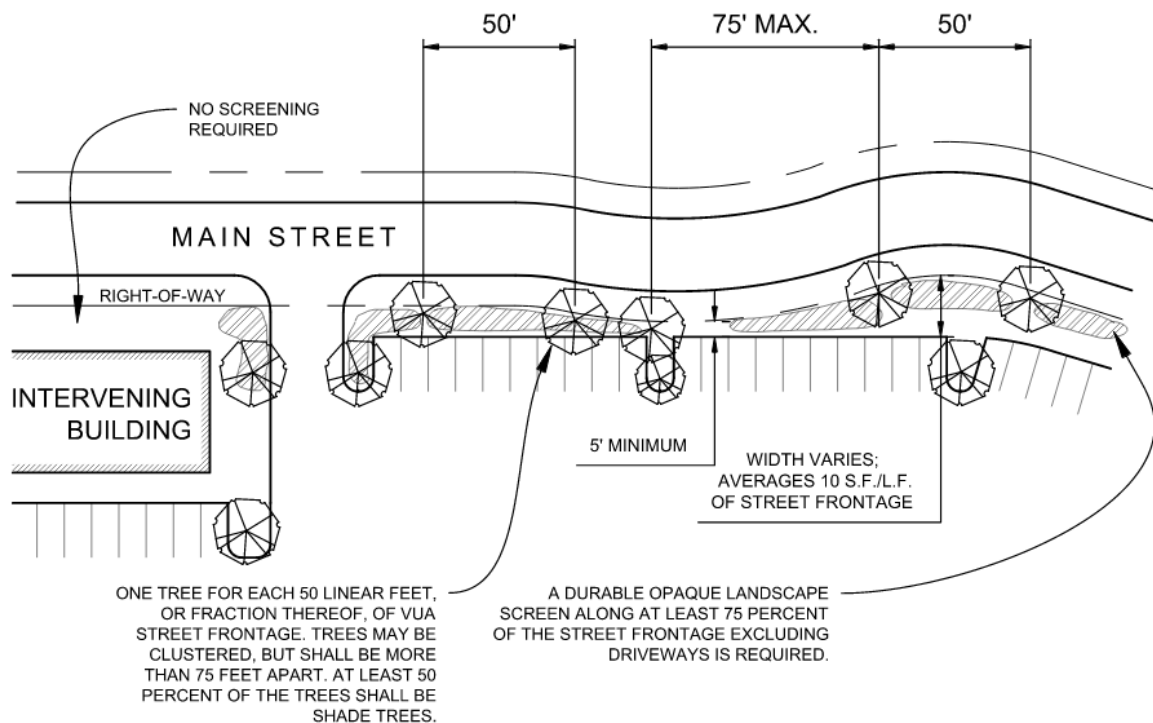 50'
75' MAX.
50'
NO SCREENING
REQUIRED
MAIN STREET
RIGHT-OF-WAY
INTERVENING
BUILDING
5' MINIMUM
WIDTH VARIES;
AVERAGES 10 S.F./L.F.
OF STREET FRONTAGE
ONE TREE FOR EACH 50 LINEAR FEET,
OR FRACTION THEREOF, OF VUA
STREET FRONTAGE. TREES MAY BE
CLUSTERED, BUT SHALL BE MORE
THAN 75 FEET APART. AT LEAST 50
PERCENT OF THE TREES SHALL BE
SHADE TREES.
A DURABLE OPAQUE LANDSCAPE
SCREEN ALONG AT LEAST 75 PERCENT
OF THE STREET FRONTAGE EXCLUDING
DRIVEWAYS IS REQUIRED.